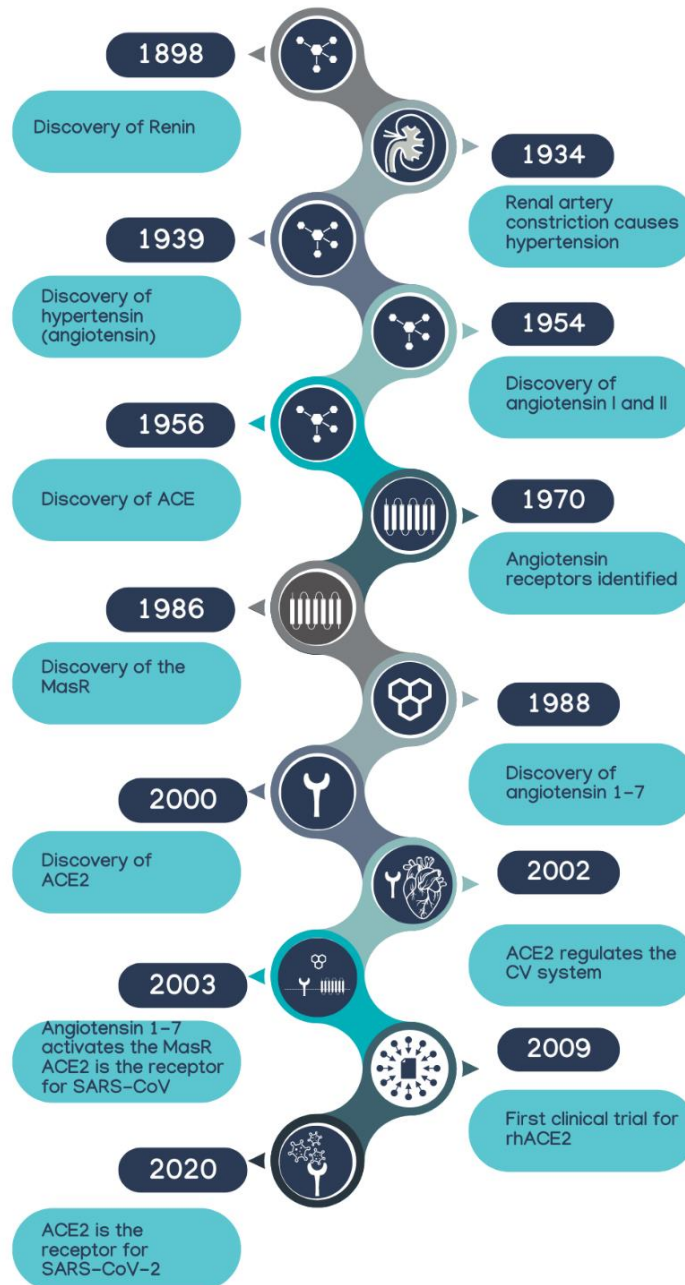 1898
Discovery of Renin
1934
Renal artery
constriction causes
hypertension
1939
Discovery of
hypertensin
(angiotensin)
1954
Discovery of
angiotensin I and II
1956
Discovery of ACE
1970
Angiotensin
receptors identified
1986
Discovery of the
MasR
1988
Discovery of
angiotensin 1-7
2000
Discovery of
ACE2
2002
ACE2 regulates the
CV system
2003
Angiotensin 1-7
activates the MasR
ACE2 is the receptor
for SARS-CoV
2009
First clinical trial for
rhACE2
2020
ACE2 is the
receptor for
SARS-CoV-2